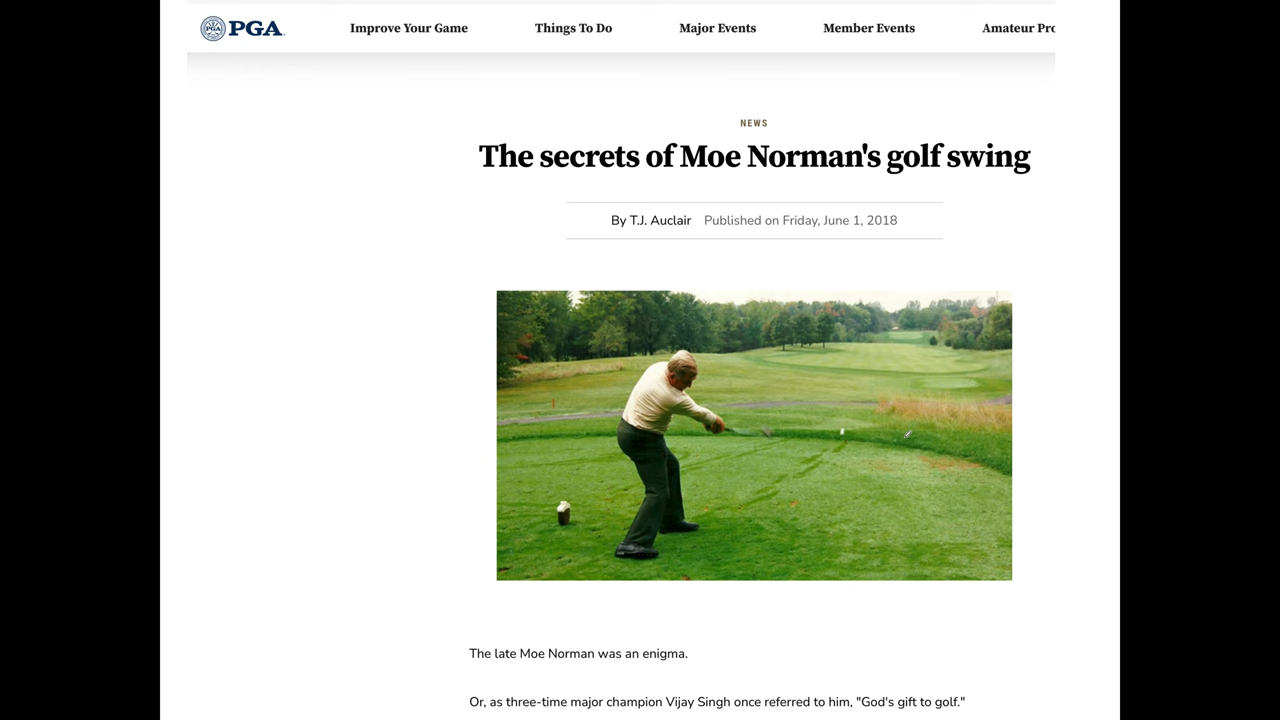 PGA
Improve Your Game
Things To Do
Major Events
Member Events
Amateur Pro
NEWS
The secrets of Moe Norman's golf swing
By T.J. Auclair Published on Friday, June 1, 2018
The late Moe Norman was an enigma.
Or, as three-time major champion Vijay Singh once referred to him, "God's gift to golf."